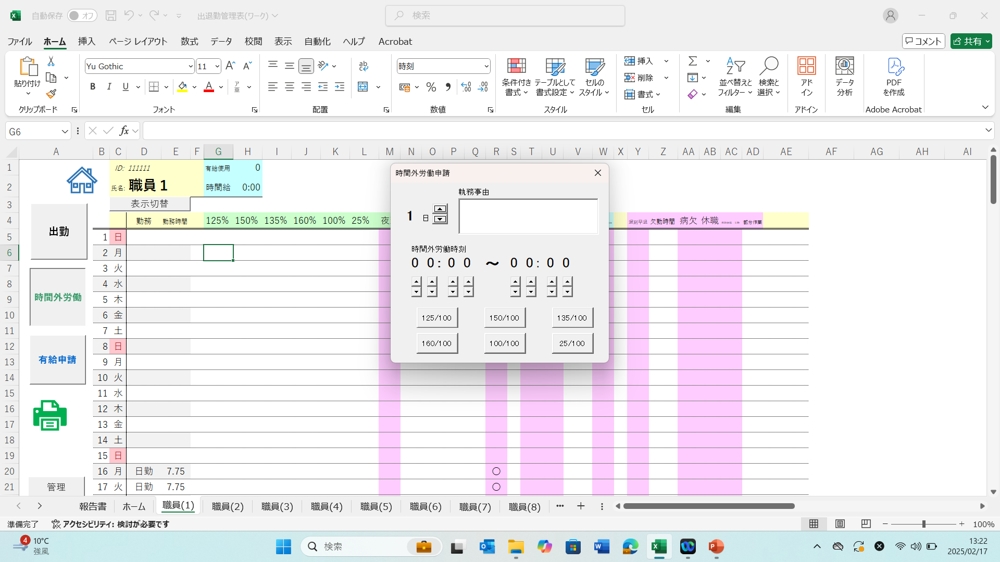 自動保存 オフ 出退勤管理表(ワーク) 検索
ファイル ホーム 挿入 ページ レイアウト 数式 データ 校閲 表示 自動化 ヘルプ Acrobat コメント 共有
貼り付け
クリップボード
Yu Gothic 11
B I U A ア亜
フォント
ab
配置
時刻
% .00
数値
条件付き書式 テーブルとして書式設定 セルのスタイル
スタイル
挿入
削除
書式
セル
並べ替えとフィルター 検索と選択
編集
アドイン
アドイン
データ分析
PDFを作成
Adobe Acrobat
G6 fx
A B C D E F G H I J K L M N O P Q R S T U V W X Y Z AA AB AC AD AE AF AG AH AI
1 ID: 111111 有給使用 0
2 氏名: 職員 1 時間給 0:00
3 表示切替
4 勤務 勤務時間 125% 150% 135% 160% 100% 25% 夜 遅刻早退 欠勤時間 病欠 休職 部分作業
5 1 日
6 2 月
7 3 火
8 4 水
9 5 木
10 6 金
11 7 土
12 8 日
13 9 月
14 10 火
15 11 水
16 12 木
17 13 金
18 14 土
19 15 日
20 16 月 日勤 7.75 ○
21 17 火 日勤 7.75 ○
出勤
時間外労働
有給申請
管理
時間外労働申請
執務事由
1 日
時間外労働時刻
00:00 ～ 00:00
125/100 150/100 135/100
160/100 100/100 25/100
報告書 ホーム 職員(1) 職員(2) 職員(3) 職員(4) 職員(5) 職員(6) 職員(7) 職員(8) ••• +
準備完了 アクセシビリティ: 検討が必要です 100%
4 10°C
強風
検索
13:22
2025/02/17